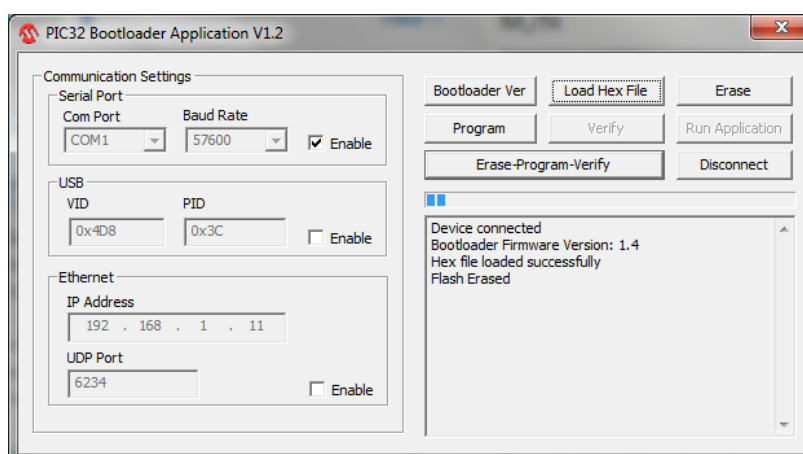 PIC32 Bootloader Application V1.2
Communication Settings
Serial Port
Com Port Baud Rate
COM1 57600 Enable
USB
VID PID
0x4D8 0x3C Enable
Ethernet
IP Address
192 . 168 . 1 . 11
UDP Port
6234 Enable
Bootloader Ver Load Hex File Erase
Program Verify Run Application
Erase-Program-Verify Disconnect
Device connected
Bootloader Firmware Version: 1.4
Hex file loaded successfully
Flash Erased